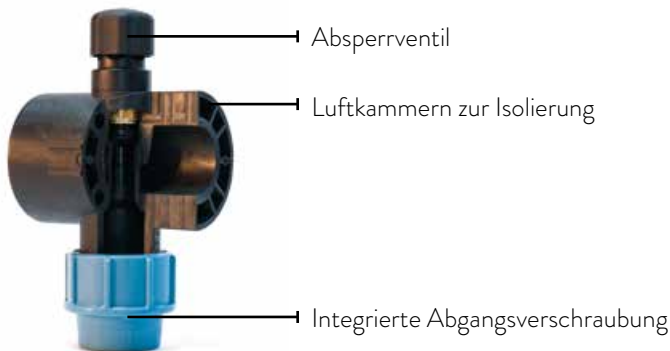 Absperrventil
Luftkammern zur Isolierung
Integrierte Abgangsverschraubung